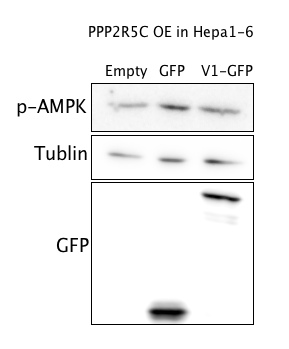 PPP2R5C OE in Hepa1-6
Empty GFP V1-GFP
p-AMPK
Tublin
GFP